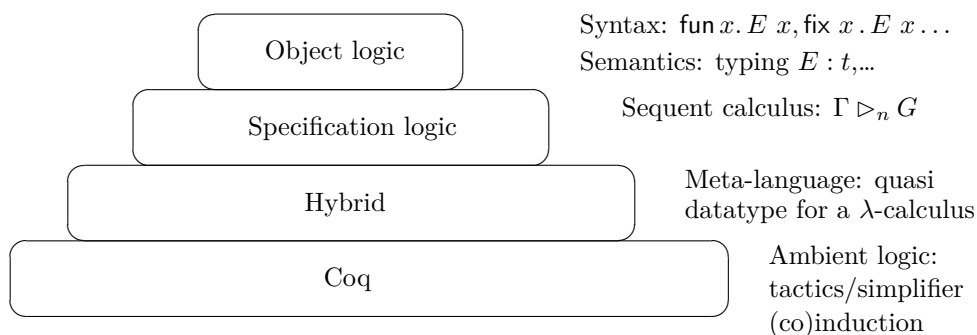 Object logic
Syntax: fun x. E x, fix x . E x …
Semantics: typing E : t,…
Specification logic
Sequent calculus: Γ ▷ₙ G
Hybrid
Meta-language: quasi
datatype for a λ-calculus
Coq
Ambient logic:
tactics/simplifier
(co)induction